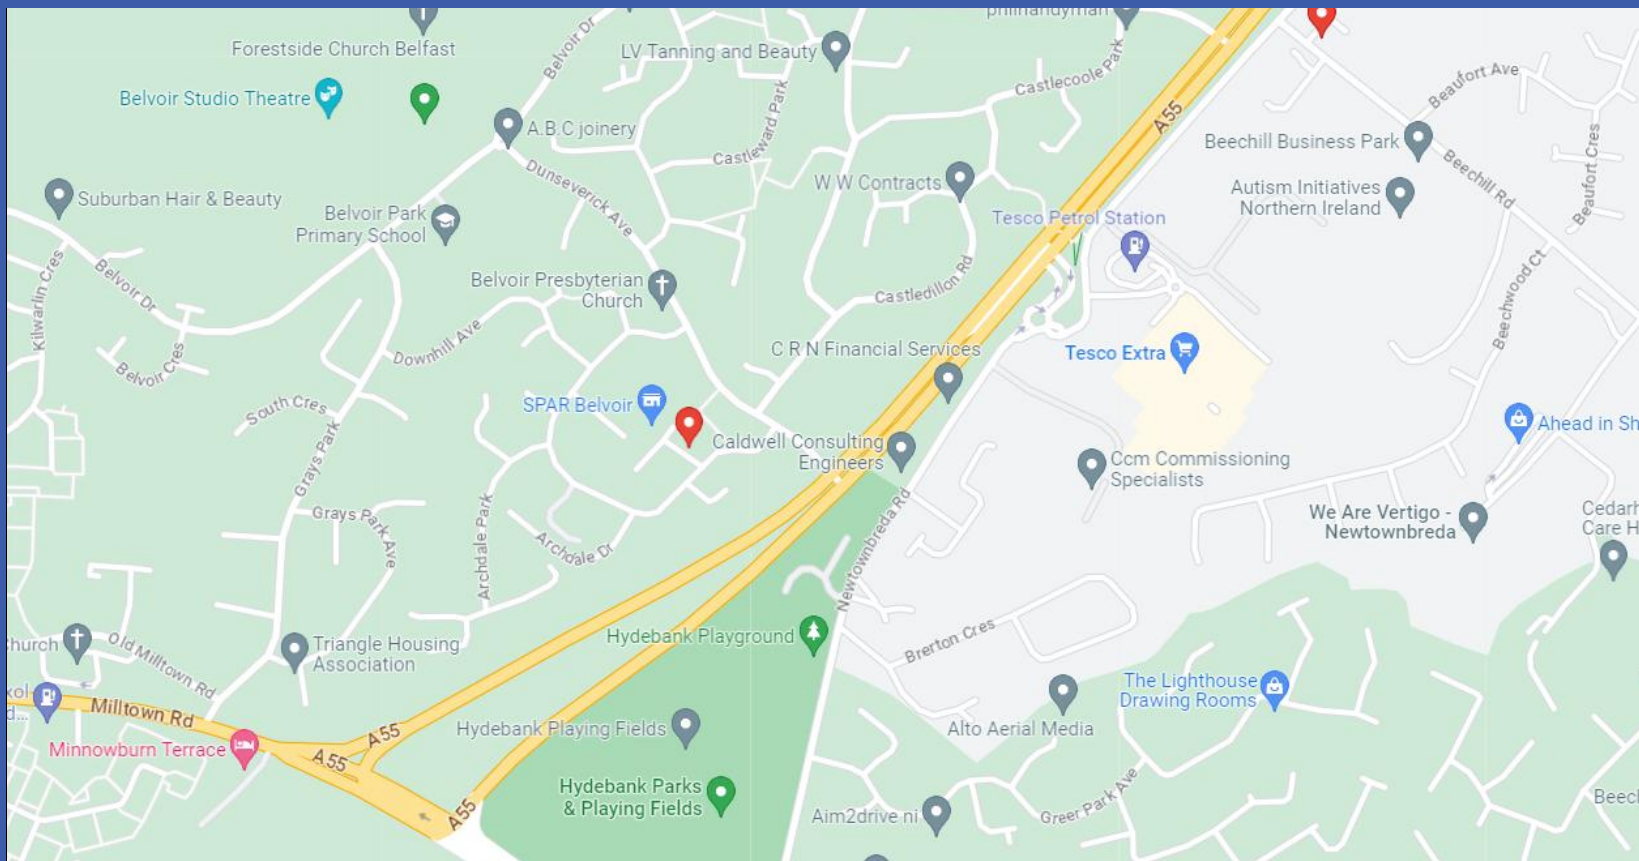 philhandyman
Forestside Church Belfast
LV Tanning and Beauty
Belvoir Dr
Castlecoole Park
Belvoir Studio Theatre
A.B.C joinery
Castleward Park
A55
Beaufort Ave
Beechill Business Park
Beaufort Cres
Dunseverick Ave
W W Contracts
Beechill Rd
Suburban Hair & Beauty
Autism Initiatives
Northern Ireland
Belvoir Park
Primary School
Tesco Petrol Station
Kilwarlin Cres
Belvoir Dr
Belvoir Presbyterian
Church
Castledillon Rd
Beechwood Ct
Downhill Ave
Belvoir Cres
C R N Financial Services
Tesco Extra
South Cres
SPAR Belvoir
Caldwell Consulting
Engineers
Ahead in Sh
Grays Park
Ccm Commissioning
Specialists
Grays Park Ave
Archdale Park
Archdale Dr
Newtownbreda Rd
We Are Vertigo -
Newtownbreda
Cedarh
Care H
Church
Old Milltown Rd
Triangle Housing
Association
Hydebank Playground
Brerton Cres
xol
d...
Milltown Rd
The Lighthouse
Drawing Rooms
Minnowburn Terrace
A55
A55
Hydebank Playing Fields
Alto Aerial Media
Hydebank Parks
& Playing Fields
A55
Aim2drive ni
Greer Park Ave
Beec